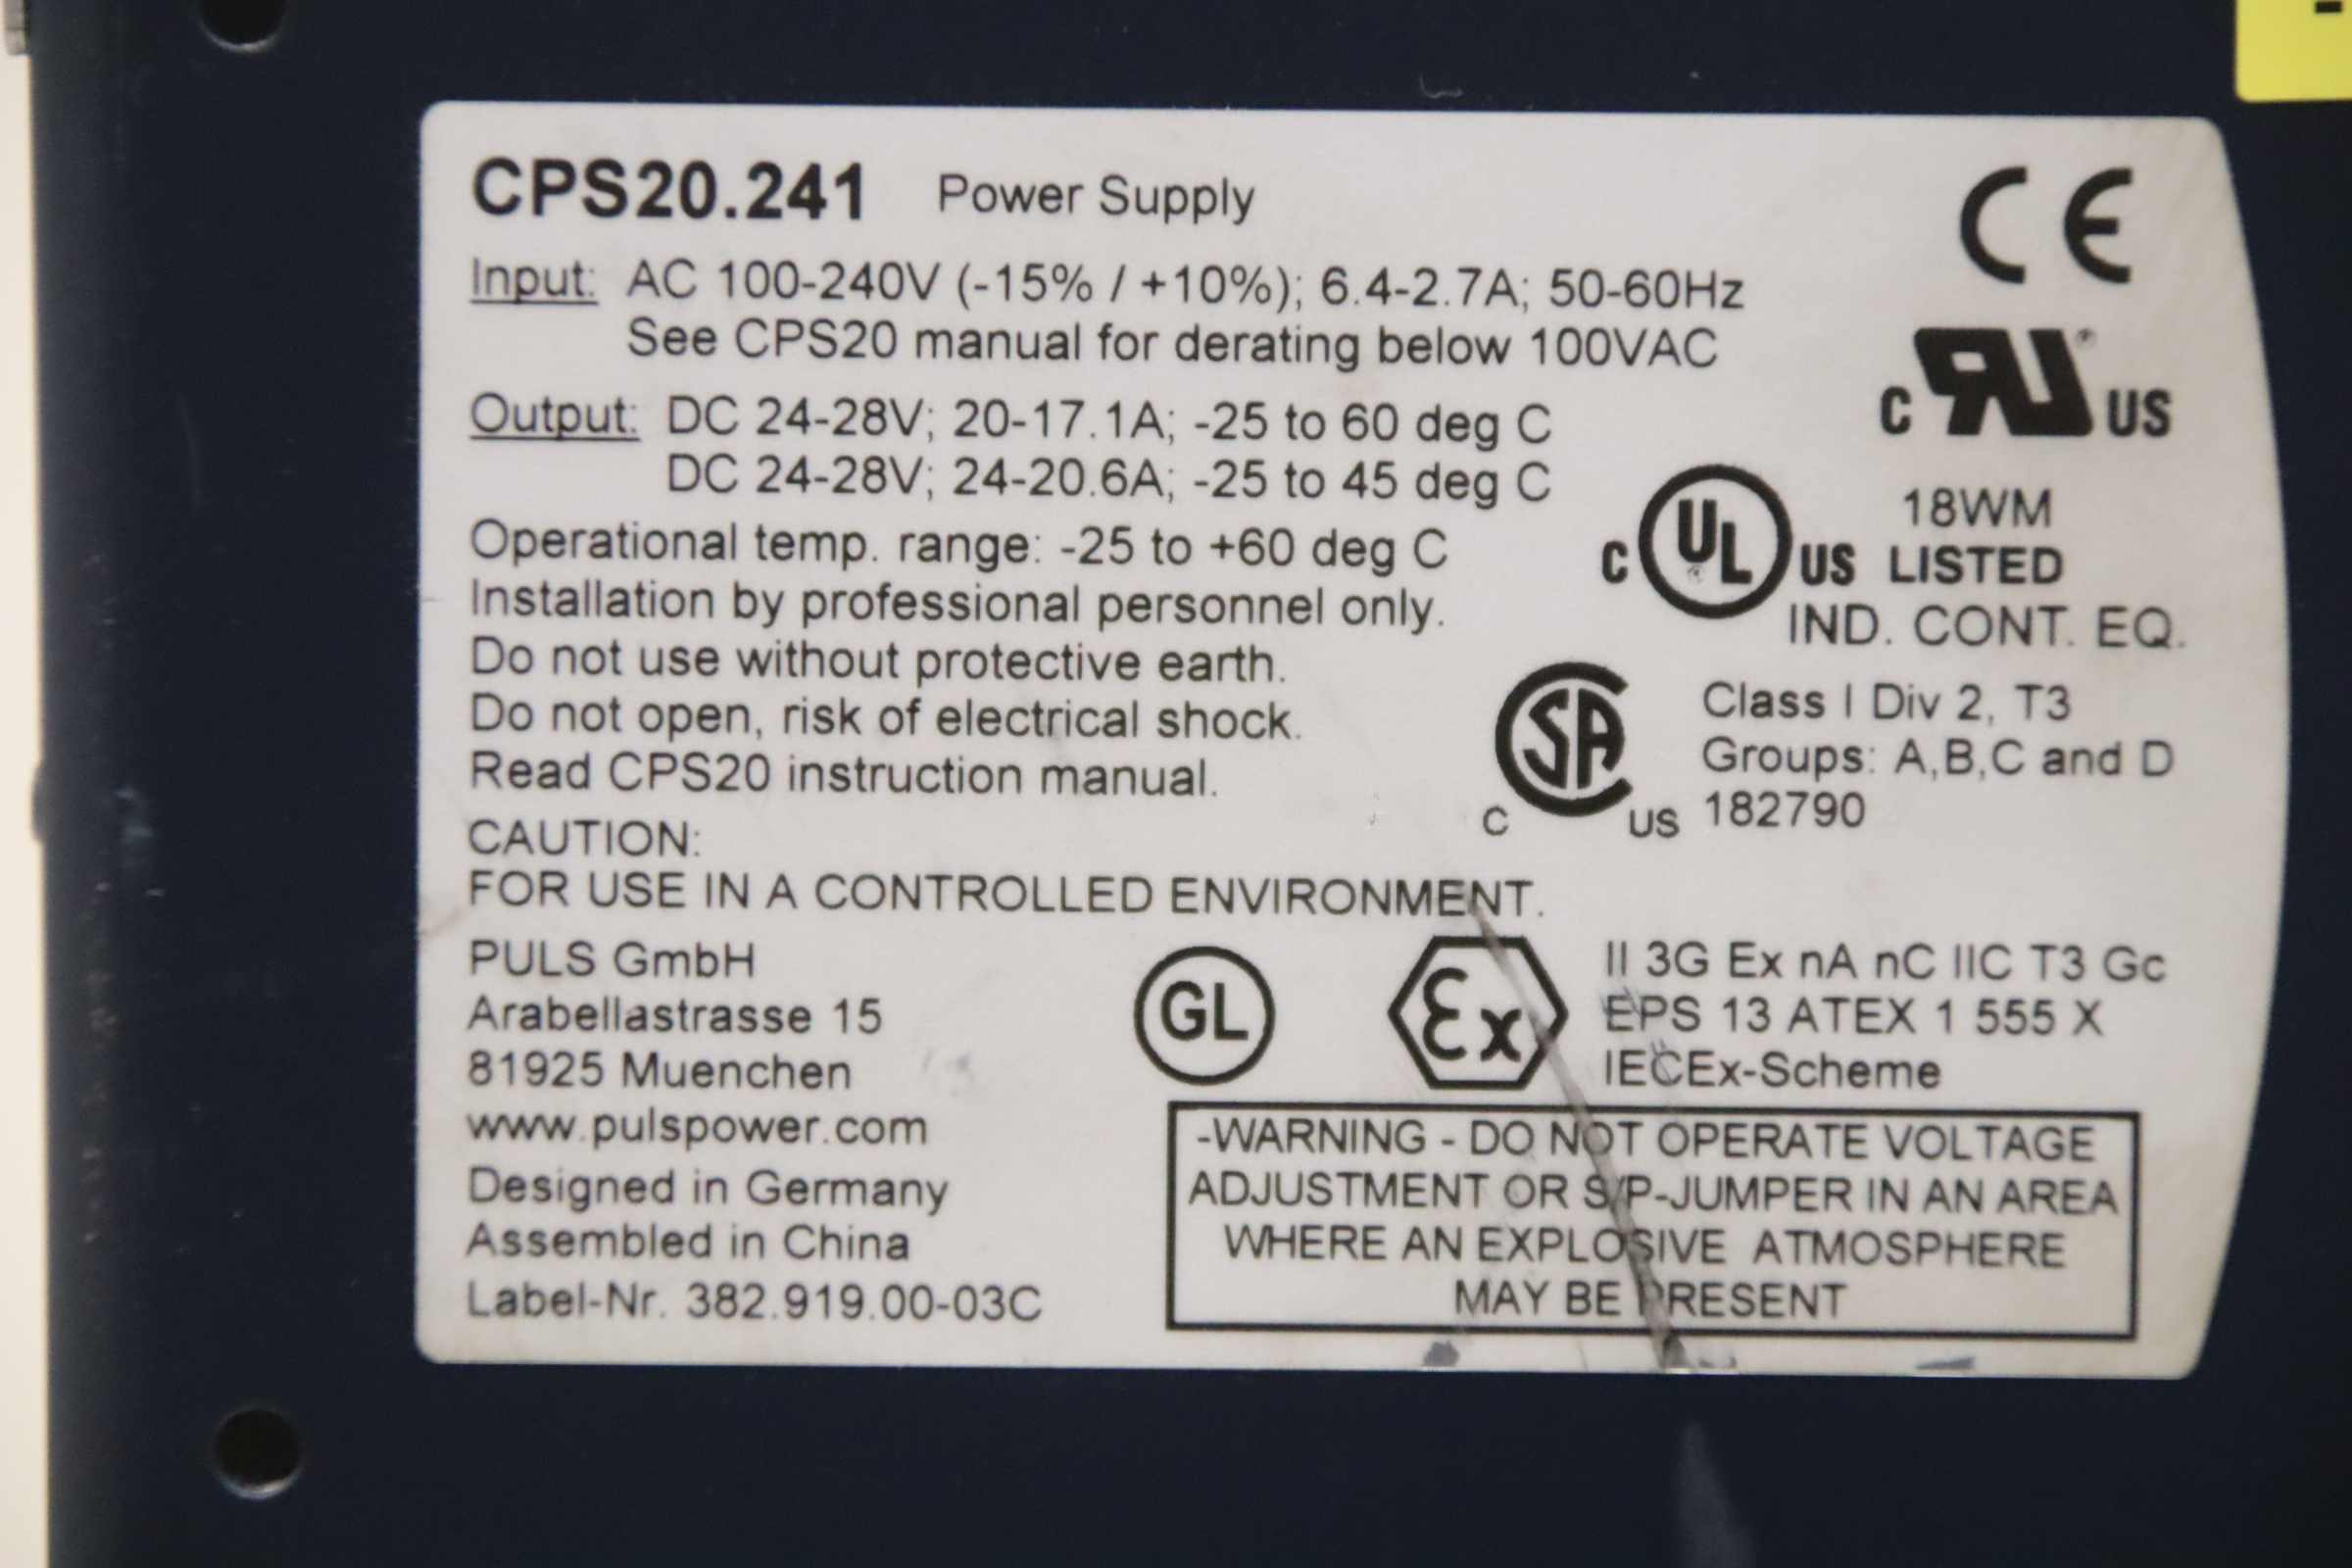 CPS20.241 Power Supply
CE
Input: AC 100-240V (-15% / +10%); 6.4-2.7A; 50-60Hz
See CPS20 manual for derating below 100VAC
C RU US
Output: DC 24-28V; 20-17.1A; -25 to 60 deg C
DC 24-28V; 24-20.6A; -25 to 45 deg C
C UL US 18WM
LISTED
IND. CONT. EQ.
Operational temp. range: -25 to +60 deg C
Installation by professional personnel only.
Do not use without protective earth.
Do not open, risk of electrical shock.
Read CPS20 instruction manual.
C SA US
Class I Div 2, T3
Groups: A,B,C and D
182790
CAUTION:
FOR USE IN A CONTROLLED ENVIRONMENT.
PULS GmbH
Arabellastrasse 15
81925 Muenchen
www.pulspower.com
Designed in Germany
Assembled in China
Label-Nr. 382.919.00-03C
GL
Ex
II 3G Ex nA nC IIC T3 Gc
EPS 13 ATEX 1 555 X
IECEx-Scheme
-WARNING - DO NOT OPERATE VOLTAGE
ADJUSTMENT OR S/P-JUMPER IN AN AREA
WHERE AN EXPLOSIVE ATMOSPHERE
MAY BE PRESENT